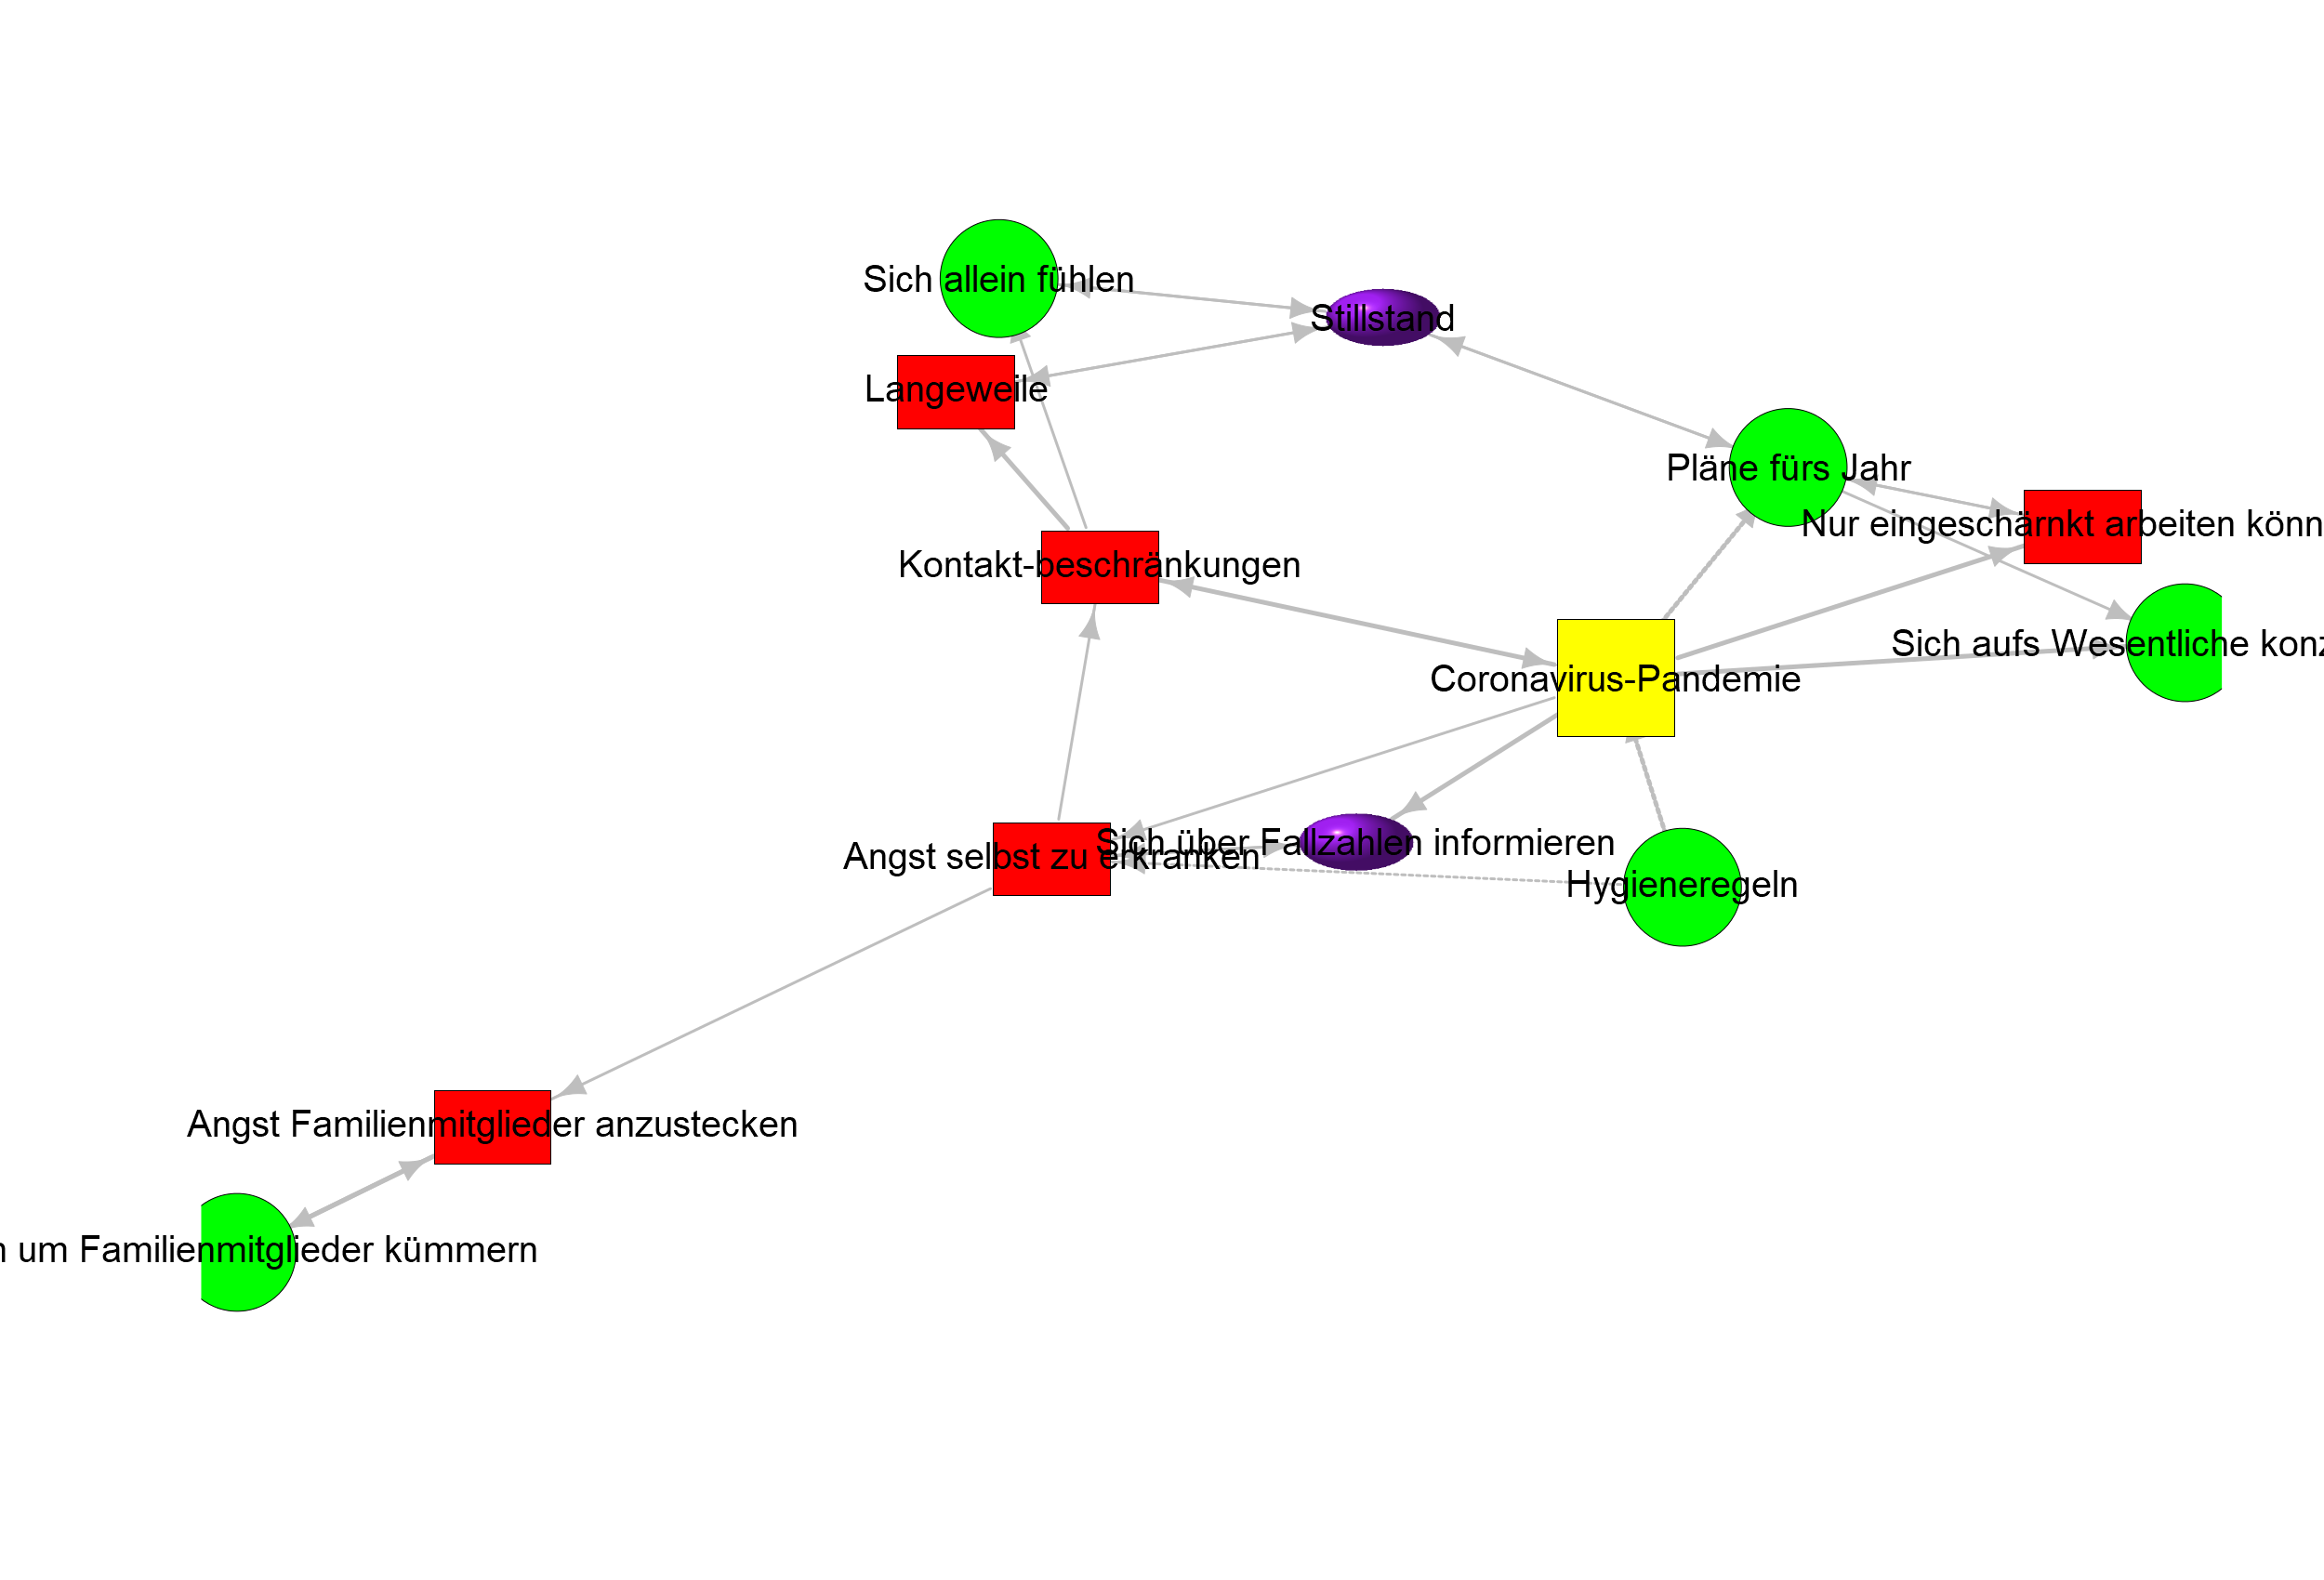 Sich allein fühlen
Stillstand
Langeweile
Pläne fürs Jahr
Nur eingeschärnkt arbeiten könn
Kontakt-beschränkungen
Sich aufs Wesentliche konz
Coronavirus-Pandemie
Sich über Fallzahlen informieren
Angst selbst zu erkranken
Hygieneregeln
Angst Familienmitglieder anzustecken
um Familienmitglieder kümmern